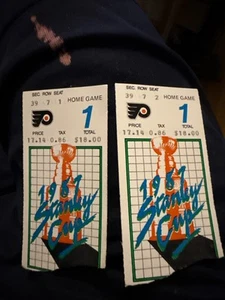 SEC. ROW SEAT
39 7 1
HOME GAME
1
PRICE TAX TOTAL
17.14 0.86 $18.00
1987
Stanley
Cup
SEC. ROW SEAT
39 7 2
HOME GAME
1
PRICE TAX TOTAL
17.14 0.86 $18.00
1987
Stanley
Cup